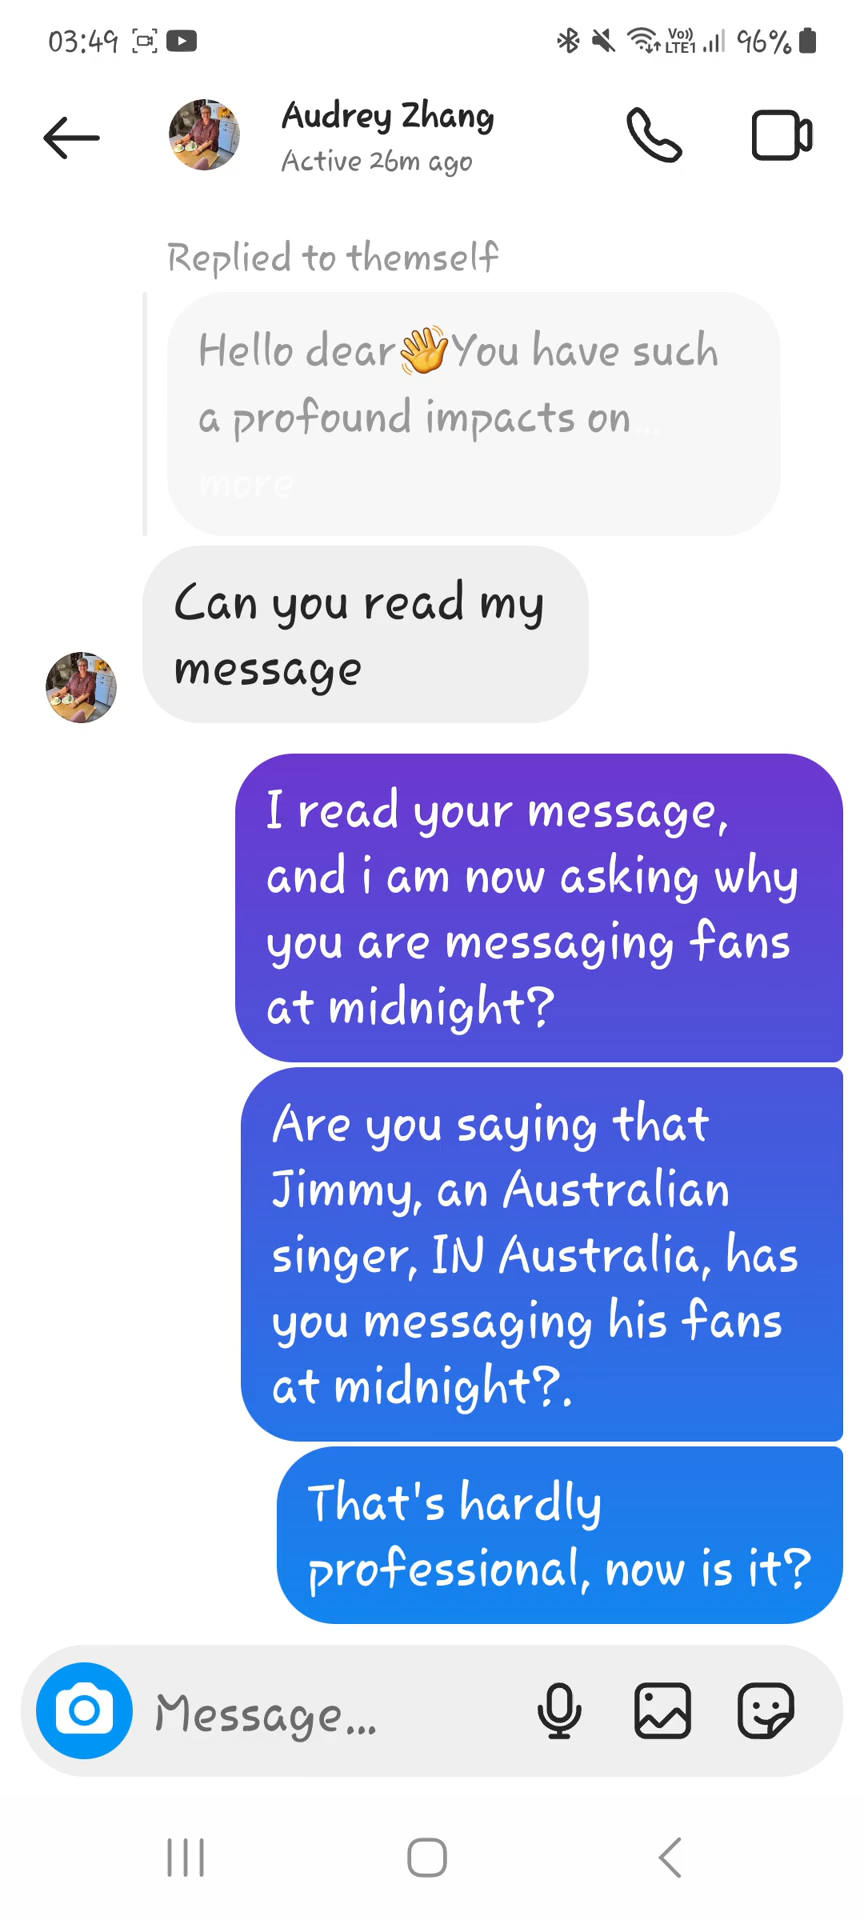 03:49 Vo)) LTE1 96%
Audrey Zhang
Active 26m ago
Replied to themself
Hello dear👋You have such
a profound impacts on...
more
Can you read my
message
I read your message,
and i am now asking why
you are messaging fans
at midnight?
Are you saying that
Jimmy, an Australian
singer, IN Australia, has
you messaging his fans
at midnight?.
That's hardly
professional, now is it?
Message...